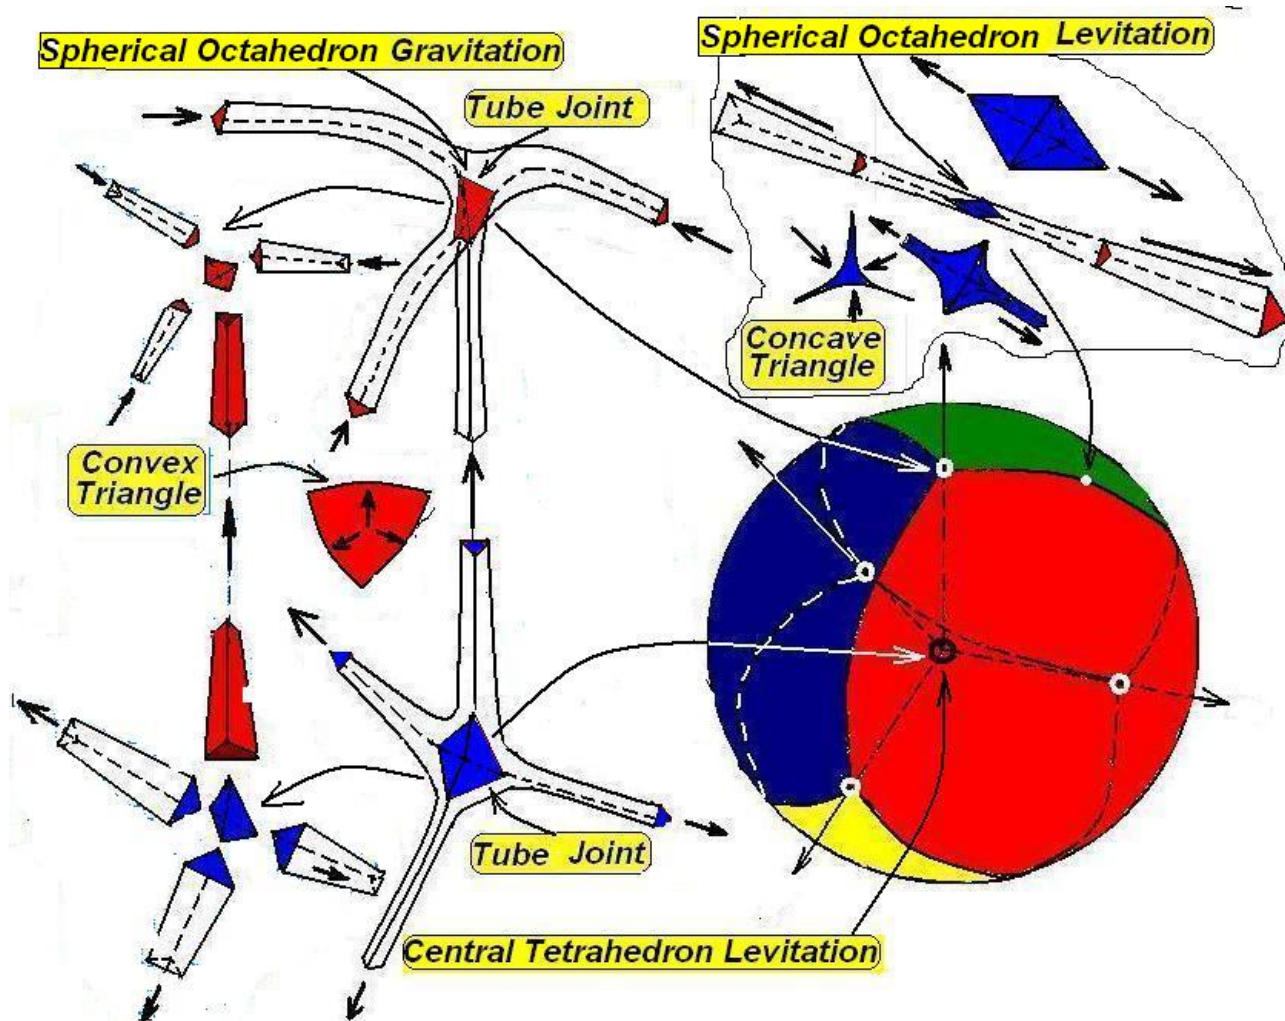 Spherical Octahedron Gravitation
Spherical Octahedron Levitation
Tube Joint
Concave
Triangle
Convex
Triangle
Tube Joint
Central Tetrahedron Levitation